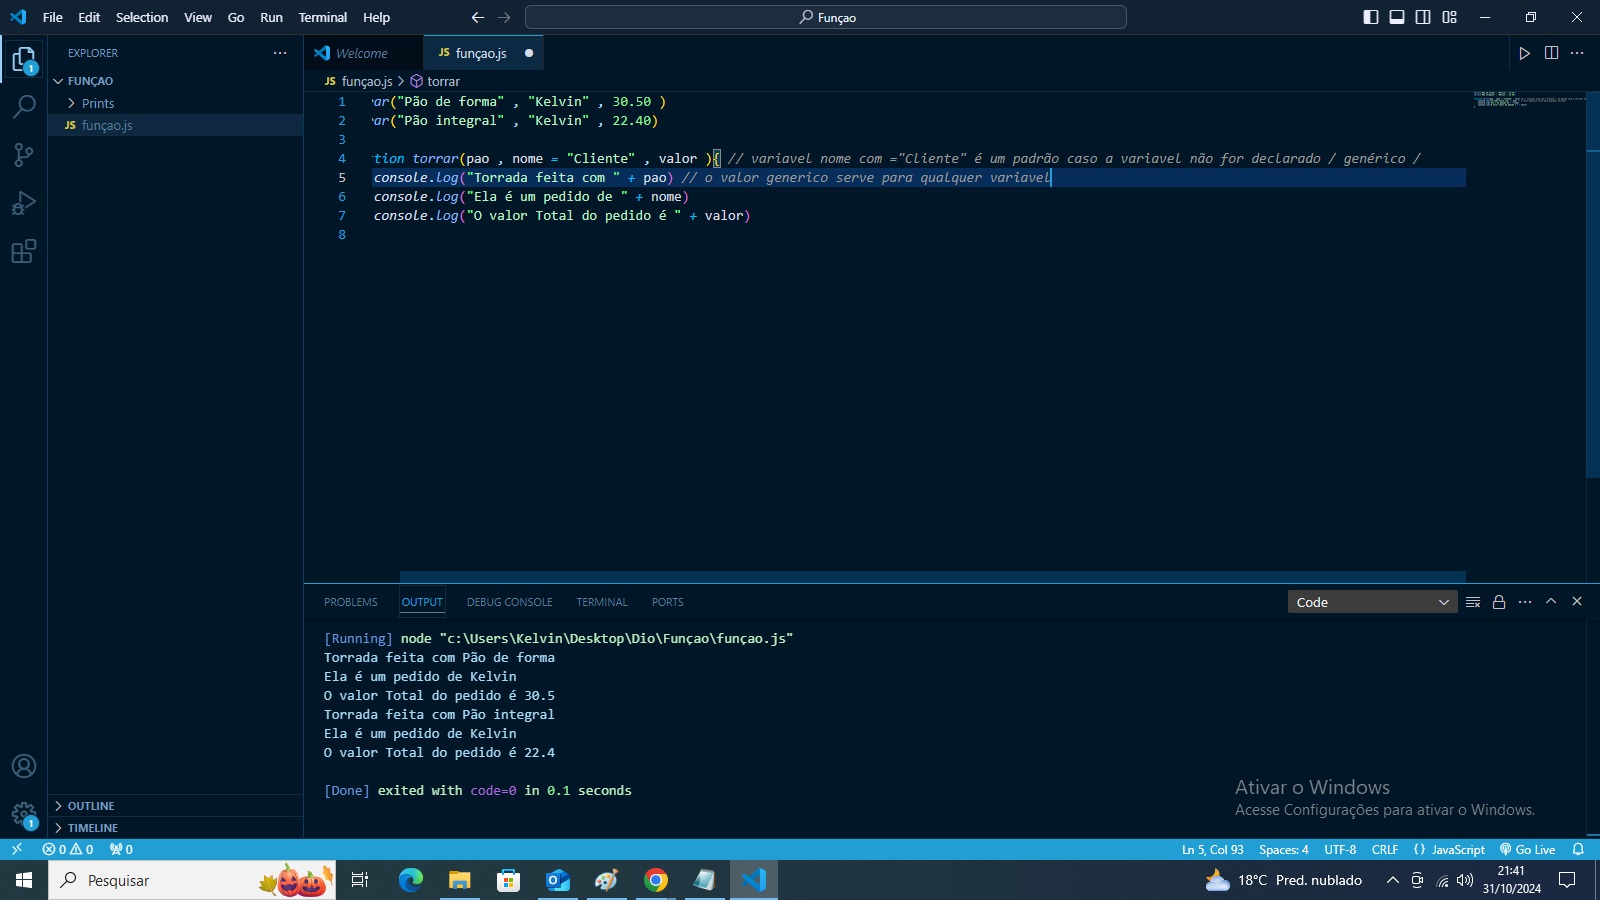 File Edit Selection View Go Run Terminal Help
Funçao
EXPLORER
FUNÇAO
Prints
JS funçao.js
OUTLINE
TIMELINE
Welcome
JS funçao.js
JS funçao.js > torrar
1 ar("Pão de forma" , "Kelvin" , 30.50 )
2 ar("Pão integral" , "Kelvin" , 22.40)
3
4 tion torrar(pao , nome = "Cliente" , valor ){ // variavel nome com ="Cliente" é um padrão caso a variavel não for declarado / genérico /
5 console.log("Torrada feita com " + pao) // o valor generico serve para qualquer variavel
6 console.log("Ela é um pedido de " + nome)
7 console.log("O valor Total do pedido é " + valor)
8
PROBLEMS OUTPUT DEBUG CONSOLE TERMINAL PORTS
Code
[Running] node "c:\Users\Kelvin\Desktop\Dio\Funçao\funçao.js"
Torrada feita com Pão de forma
Ela é um pedido de Kelvin
O valor Total do pedido é 30.5
Torrada feita com Pão integral
Ela é um pedido de Kelvin
O valor Total do pedido é 22.4
[Done] exited with code=0 in 0.1 seconds
Ativar o Windows
Acesse Configurações para ativar o Windows.
1
1
0 0 0
Ln 5, Col 93 Spaces: 4 UTF-8 CRLF {} JavaScript Go Live
Pesquisar
18°C Pred. nublado
21:41
31/10/2024